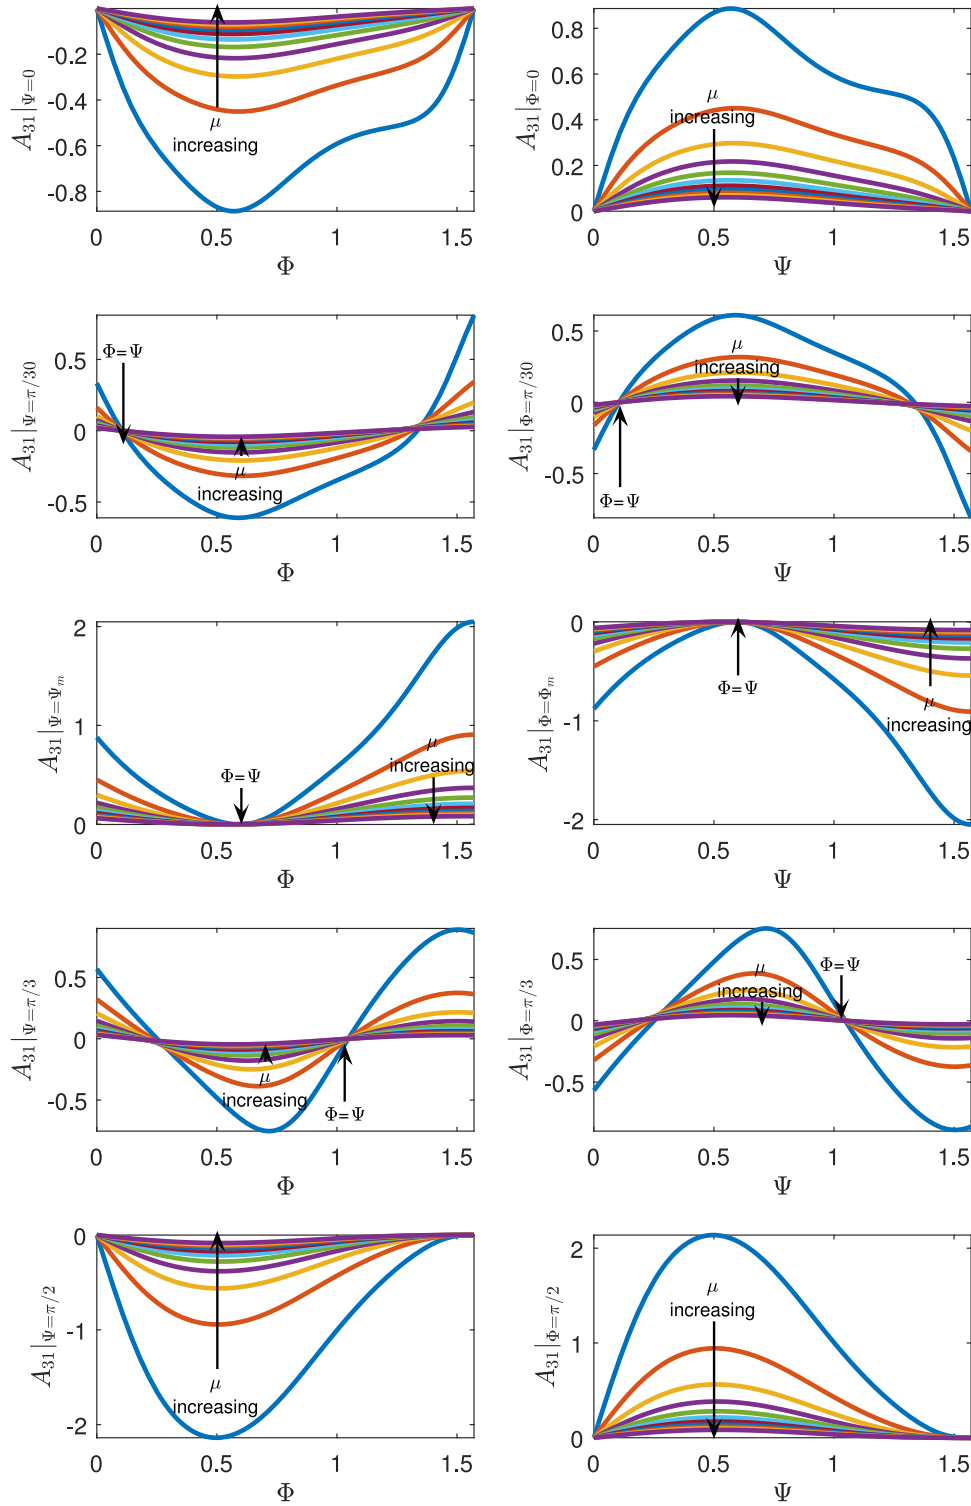 A₃₁|Ψ=0
-0.2
-0.4
-0.6
-0.8
μ
increasing
0 0.5 1 1.5
Φ
A₃₁|Φ=0
0.8
0.6
0.4
0.2
0
μ
increasing
0 0.5 1 1.5
Ψ
A₃₁|Ψ=π/30
0.5
0
-0.5
Φ=Ψ
μ
increasing
0 0.5 1 1.5
Φ
A₃₁|Φ=π/30
0.5
0
-0.5
μ
increasing
Φ=Ψ
0 0.5 1 1.5
Ψ
A₃₁|Ψ=Ψₘ
2
1
0
μ
increasing
Φ=Ψ
0 0.5 1 1.5
Φ
A₃₁|Φ=Φₘ
0
-1
-2
Φ=Ψ
μ
increasing
0 0.5 1 1.5
Ψ
A₃₁|Ψ=π/3
0.5
0
-0.5
μ
increasing
Φ=Ψ
0 0.5 1 1.5
Φ
A₃₁|Φ=π/3
0.5
0
-0.5
Φ=Ψ
μ
increasing
0 0.5 1 1.5
Ψ
A₃₁|Ψ=π/2
0
-1
-2
μ
increasing
0 0.5 1 1.5
Φ
A₃₁|Φ=π/2
2
1
0
μ
increasing
0 0.5 1 1.5
Ψ